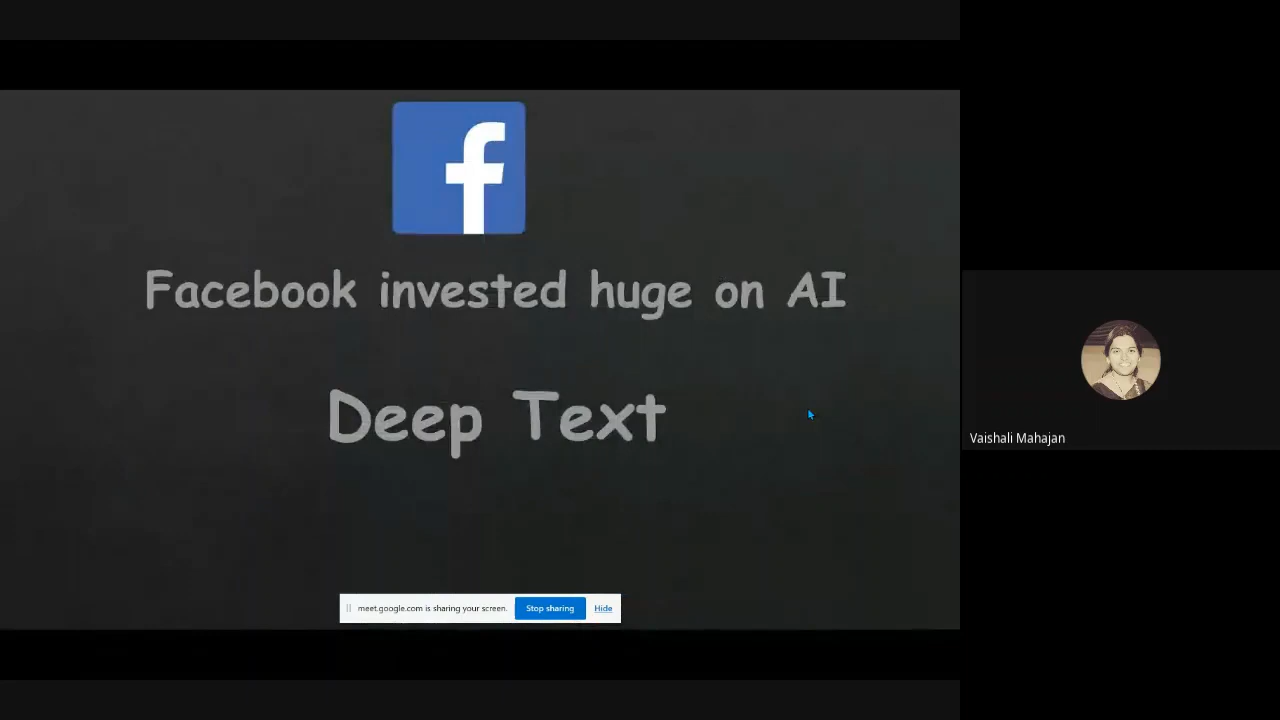 f
Facebook invested huge on AI
Deep Text
meet.google.com is sharing your screen. Stop sharing Hide
Vaishali Mahajan